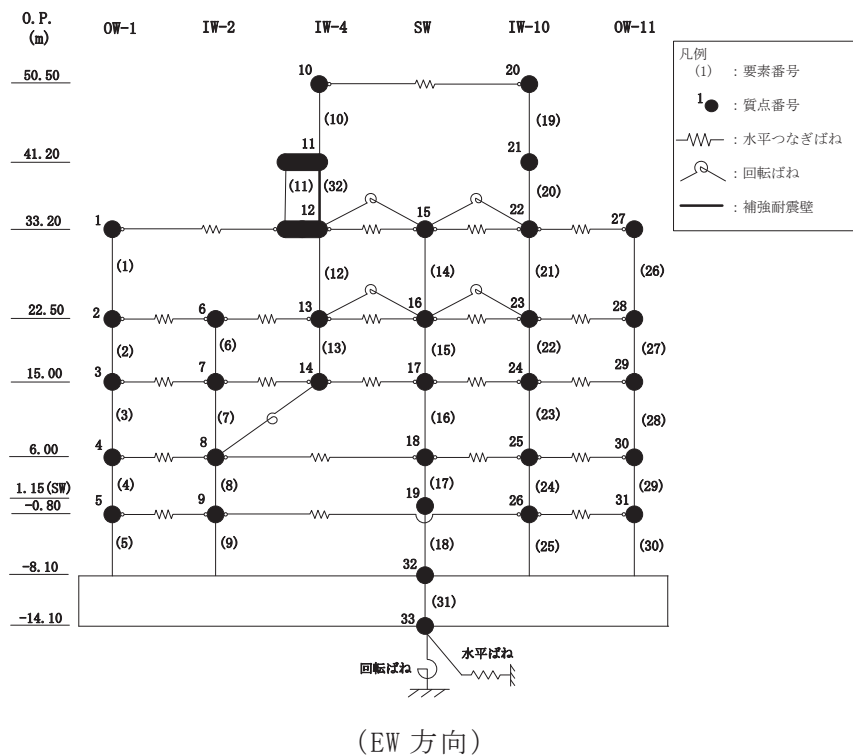 O.P.
(m)
OW-1 IW-2 IW-4 SW IW-10 OW-11
凡例
(1) : 要素番号
1 : 質点番号
: 水平つなぎばね
: 回転ばね
: 補強耐震壁
50.50 10 20
(10) (19)
41.20 11 21
(11) (32) (20)
33.20 1 12 15 22 27
(1) (12) (14) (21) (26)
22.50 2 6 13 16 23 28
(2) (6) (13) (15) (22) (27)
15.00 3 7 14 17 24 29
(3) (7) (16) (23) (28)
6.00 4 8 18 25 30
(4) (8) (17) (24) (29)
1.15(SW) 19
-0.80 5 9 26 31
(5) (9) (18) (25) (30)
-8.10 32
(31)
-14.10 33
回転ばね 水平ばね
(EW 方向)